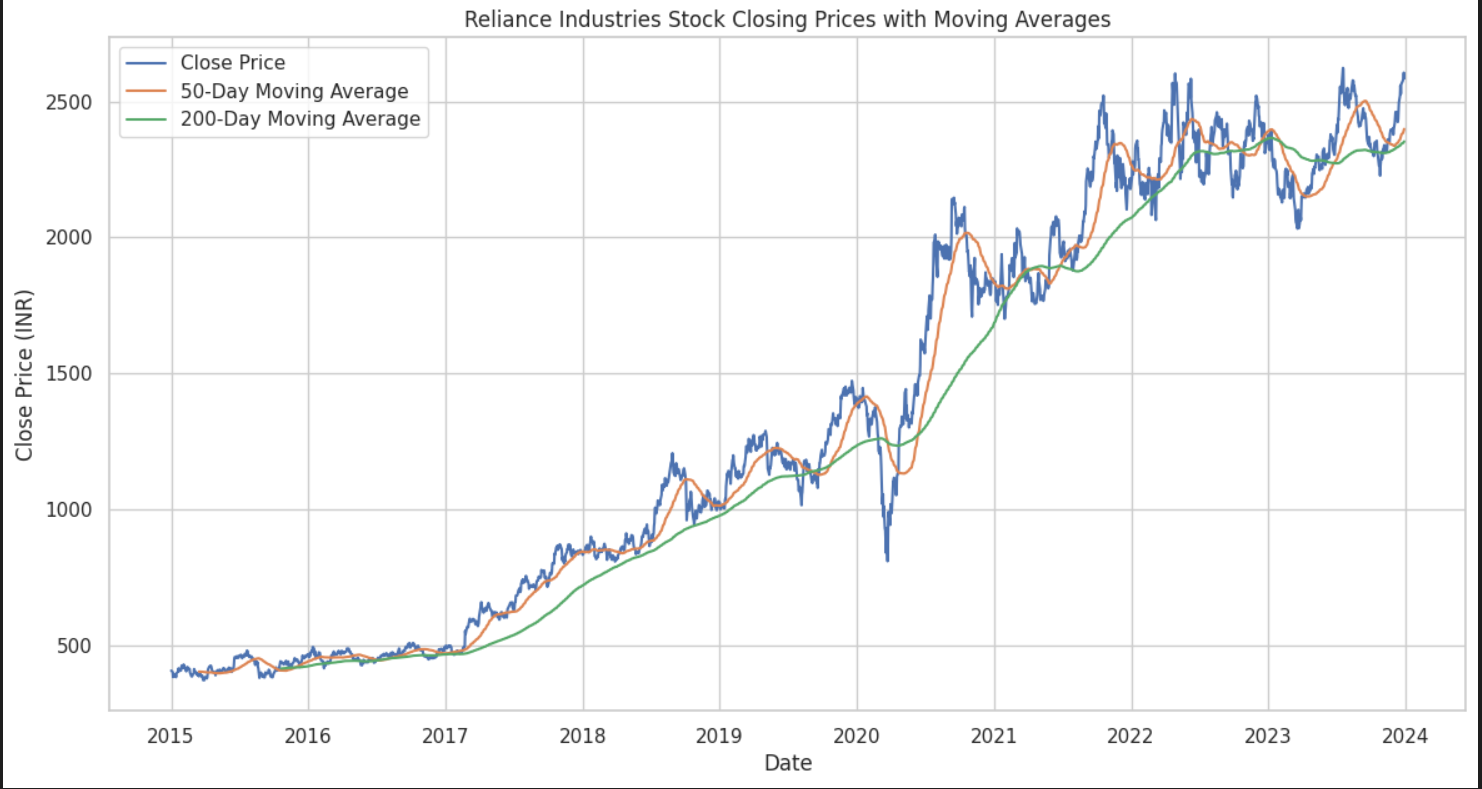 Reliance Industries Stock Closing Prices with Moving Averages
Close Price
50-Day Moving Average
200-Day Moving Average
Close Price (INR)
2500
2000
1500
1000
500
2015 2016 2017 2018 2019 2020 2021 2022 2023 2024
Date